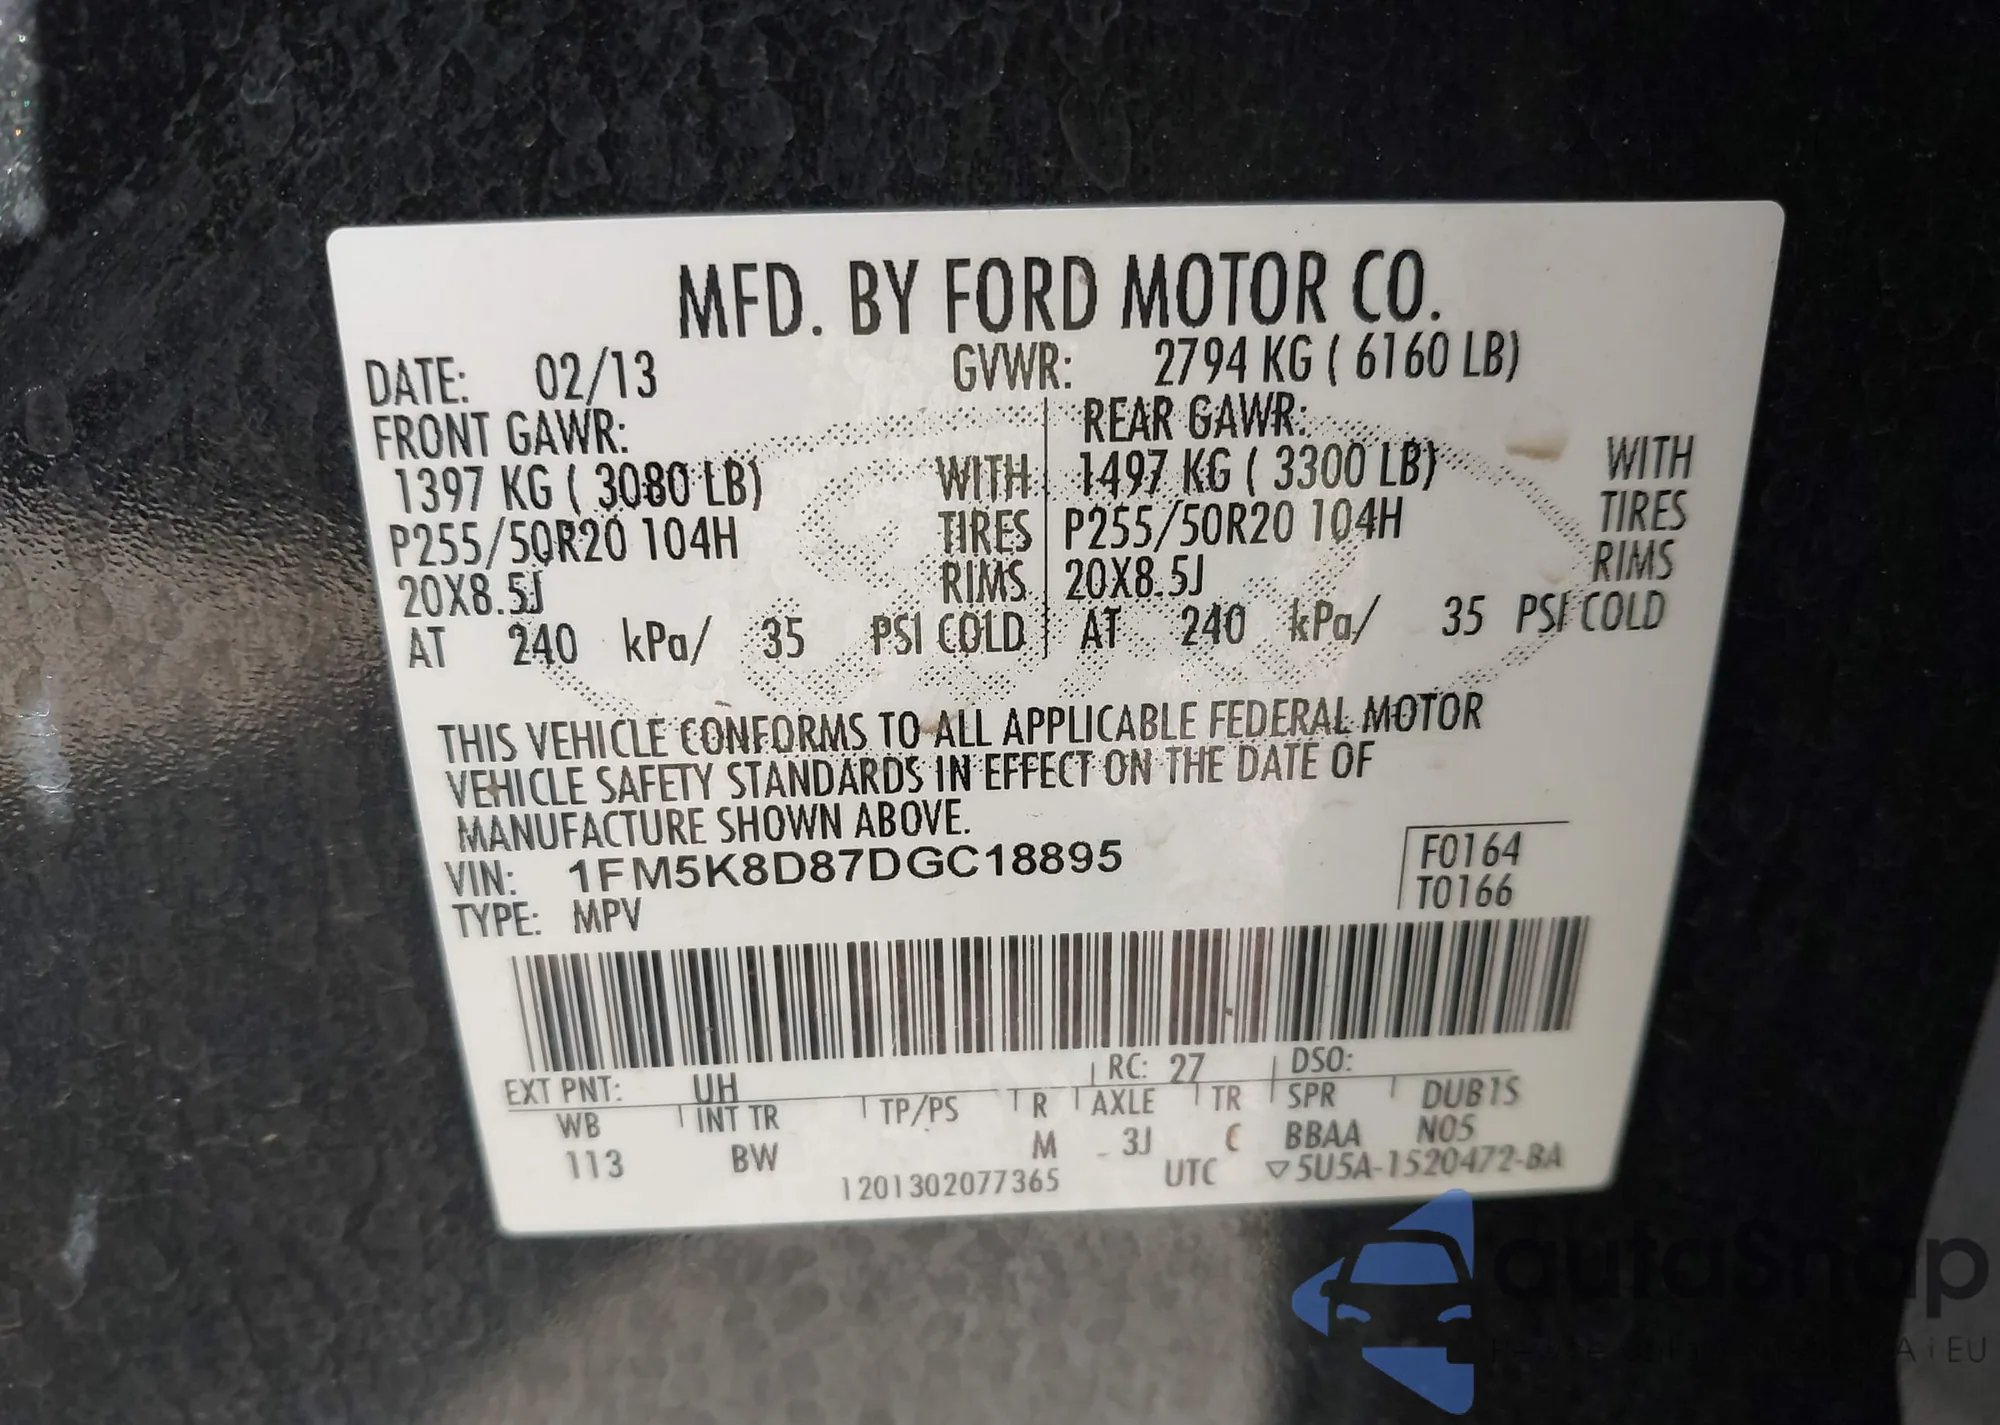 MFD. BY FORD MOTOR CO.
DATE: 02/13 GVWR: 2794 KG ( 6160 LB)
FRONT GAWR: REAR GAWR:
1397 KG ( 3080 LB) WITH 1497 KG ( 3300 LB) WITH
P255/50R20 104H TIRES P255/50R20 104H TIRES
20X8.5J RIMS 20X8.5J RIMS
AT 240 kPa/ 35 PSI COLD AT 240 kPa/ 35 PSI COLD
THIS VEHICLE CONFORMS TO ALL APPLICABLE FEDERAL MOTOR
VEHICLE SAFETY STANDARDS IN EFFECT ON THE DATE OF
MANUFACTURE SHOWN ABOVE.
VIN: 1FM5K8D87DGC18895 F0164
TYPE: MPV T0166
EXT PNT: UH RC: 27 DSO:
WB INT TR TP/PS R AXLE TR SPR DUB1S
113 BW M 3J C BBAA N05
1201302077365 UTC ▽5U5A-1520472-BA
autasnap
A i EU